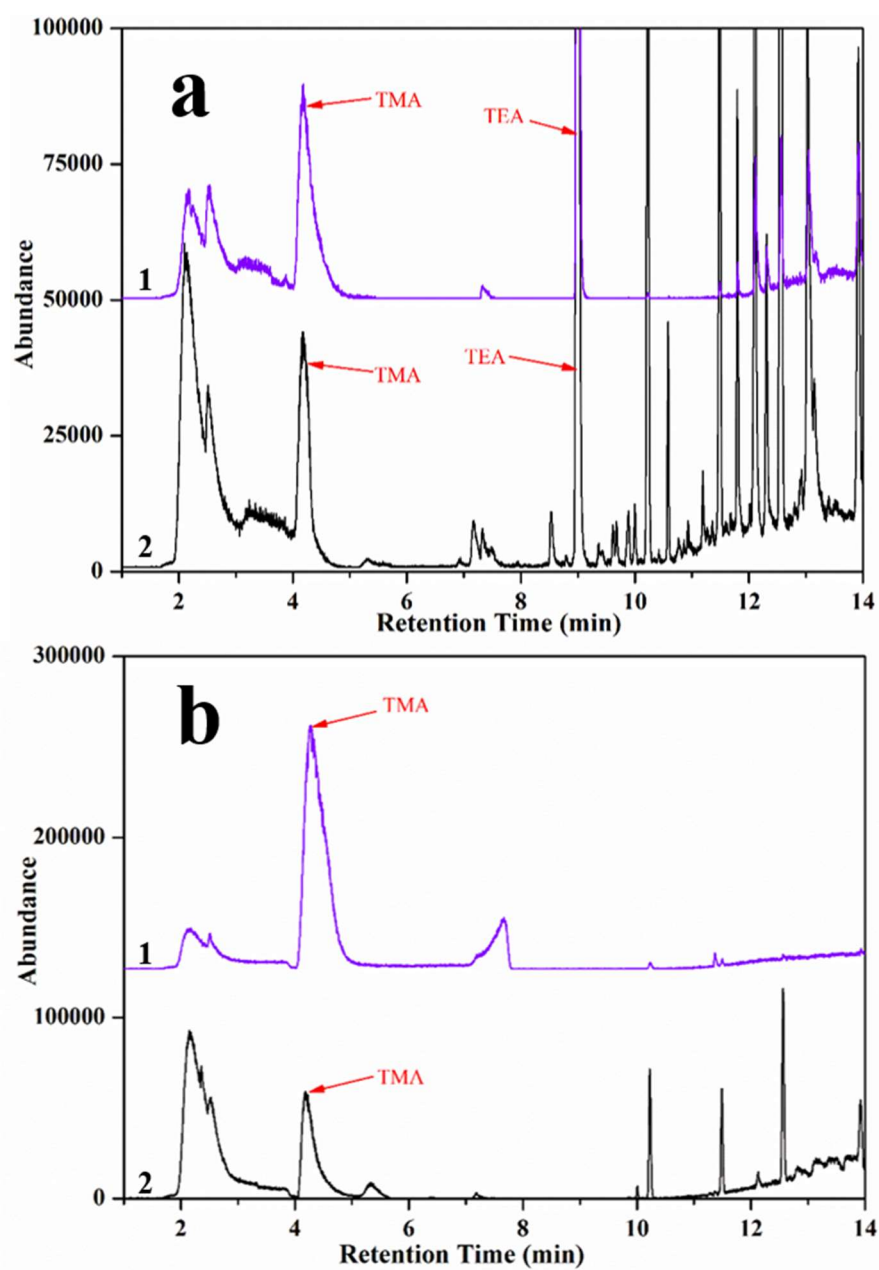 100000
a
TMA
TEA
75000
1
50000
Abundance
TEA
TMA
25000
2
0
2 4 6 8 10 12 14
Retention Time (min)
300000
b
TMA
200000
Abundance
1
100000
TMA
2
0
2 4 6 8 10 12 14
Retention Time (min)